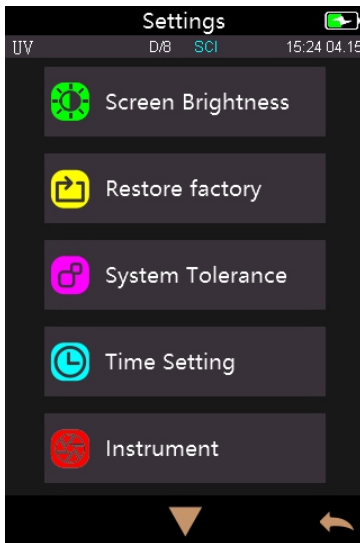 Settings
UV D/8 SCI 15:24 04.15
Screen Brightness
Restore factory
System Tolerance
Time Setting
Instrument